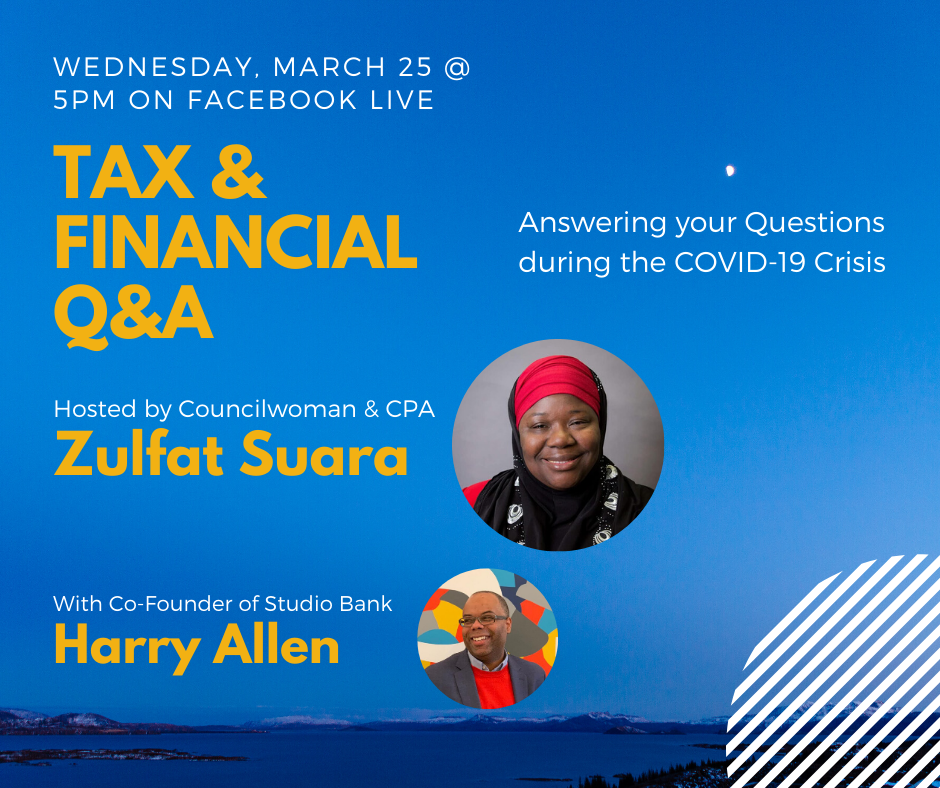 WEDNESDAY, MARCH 25 @
5PM ON FACEBOOK LIVE
TAX &
FINANCIAL
Q&A
Answering your Questions
during the COVID-19 Crisis
Hosted by Councilwoman & CPA
Zulfat Suara
With Co-Founder of Studio Bank
Harry Allen